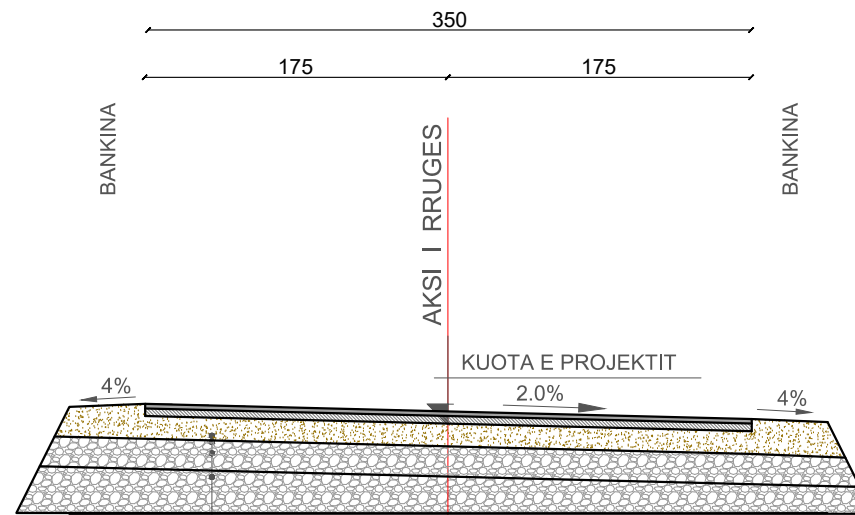 350
175
175
BANKINA
AKSI I RRUGES
BANKINA
KUOTA E PROJEKTIT
4%
2.0%
4%